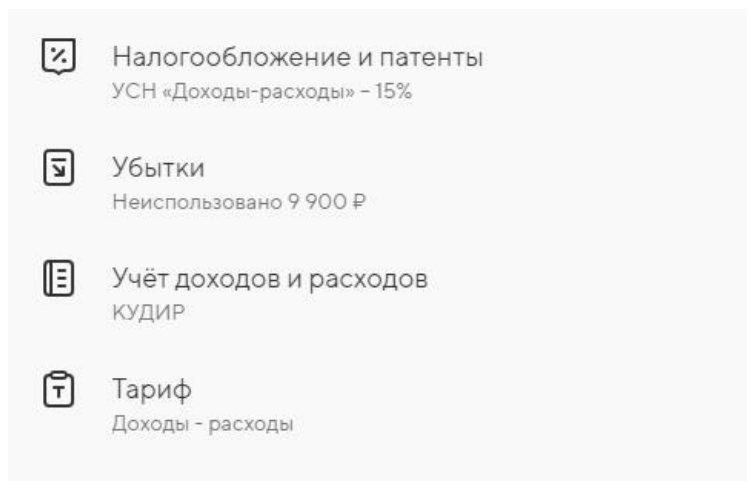 Налогообложение и патенты
УСН «Доходы-расходы» – 15%
Убытки
Неиспользовано 9 900 ₽
Учёт доходов и расходов
КУДИР
Т
Тариф
Доходы - расходы